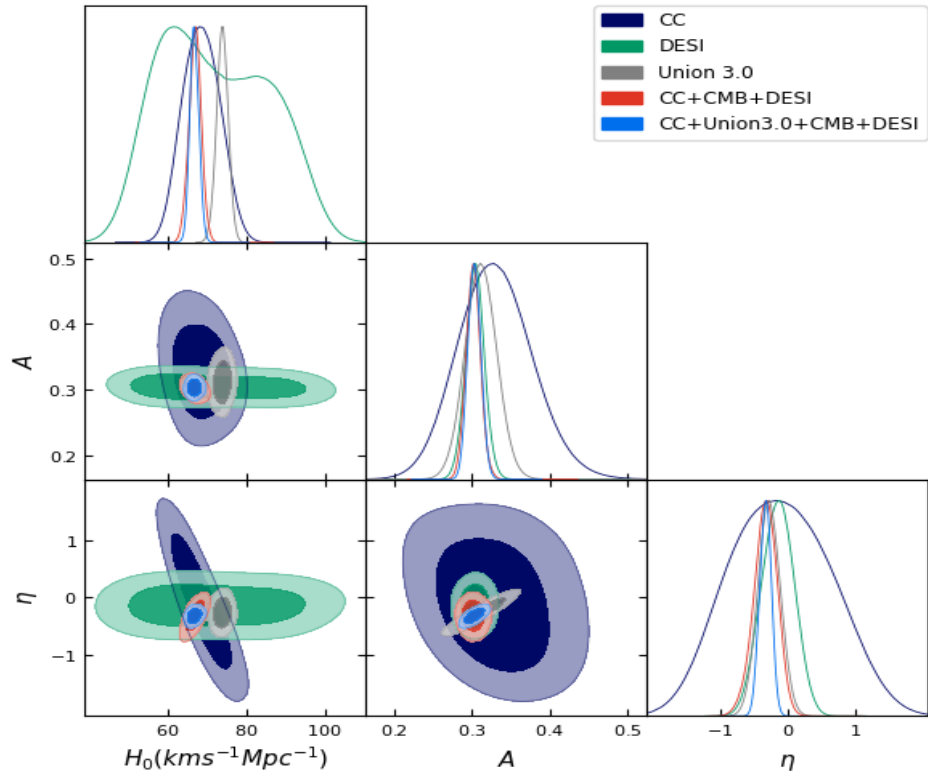 CC
DESI
Union 3.0
CC+CMB+DESI
CC+Union3.0+CMB+DESI
0.5
0.4
A
0.3
0.2
1
η
0
−1
60 80 100
0.2 0.3 0.4 0.5
−1 0 1
H₀(kms⁻¹Mpc⁻¹)
A
η